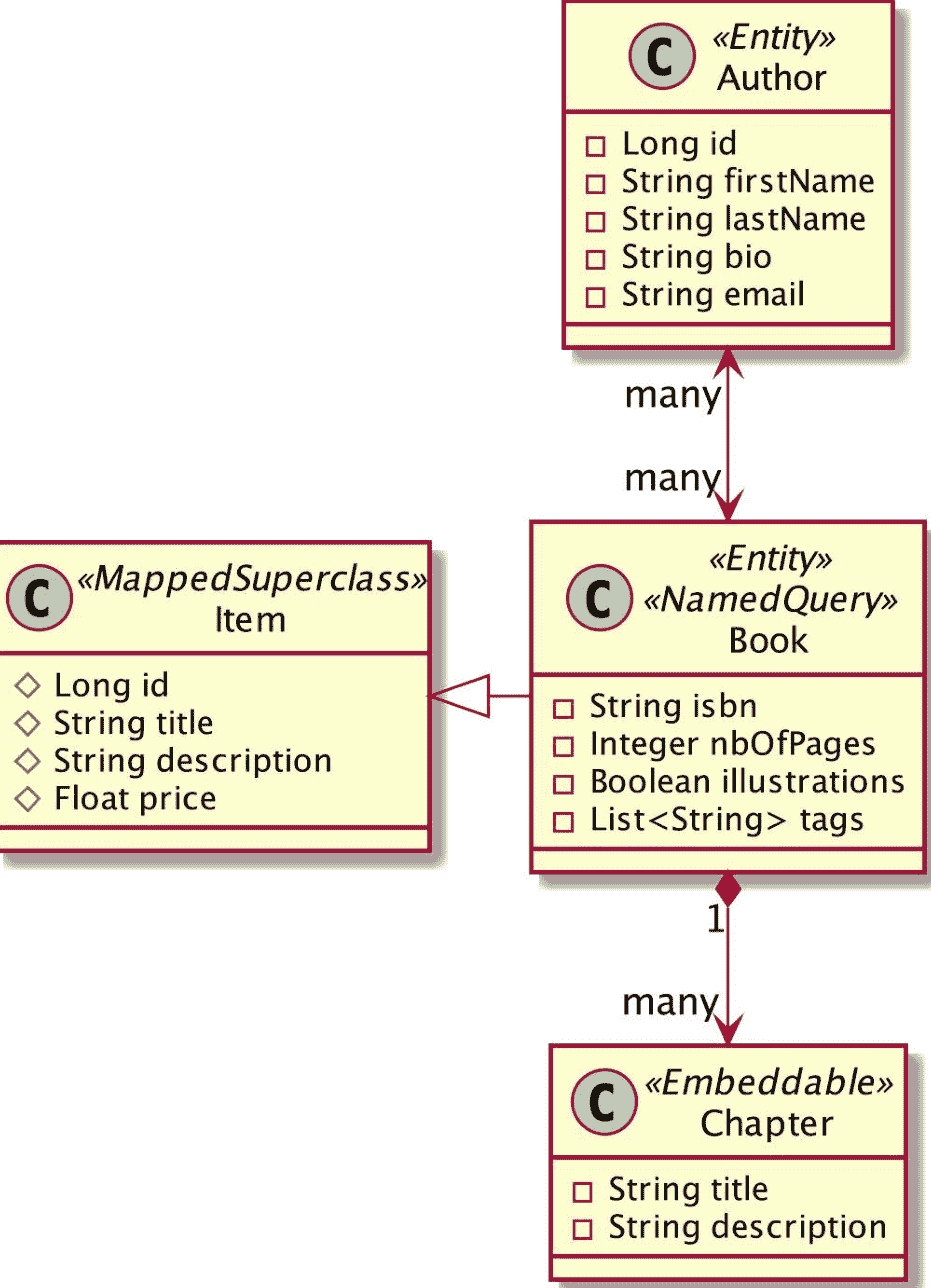 C «Entity»
Author
Long id
String firstName
String lastName
String bio
String email
many
many
C «MappedSuperclass»
Item
Long id
String title
String description
Float price
«Entity»
C «NamedQuery»
Book
String isbn
Integer nbOfPages
Boolean illustrations
List<String> tags
1
many
C «Embeddable»
Chapter
String title
String description